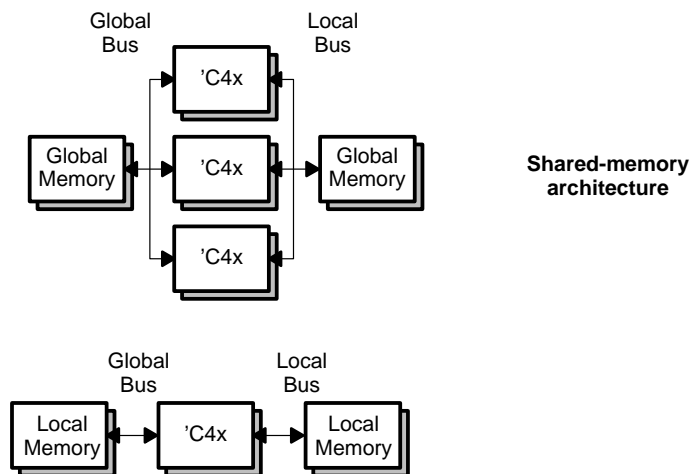 Global
Bus
Local
Bus
’C4x
Global
Memory
’C4x
Global
Memory
Shared-memory
architecture
’C4x
Global
Bus
Local
Bus
Local
Memory
’C4x
Local
Memory